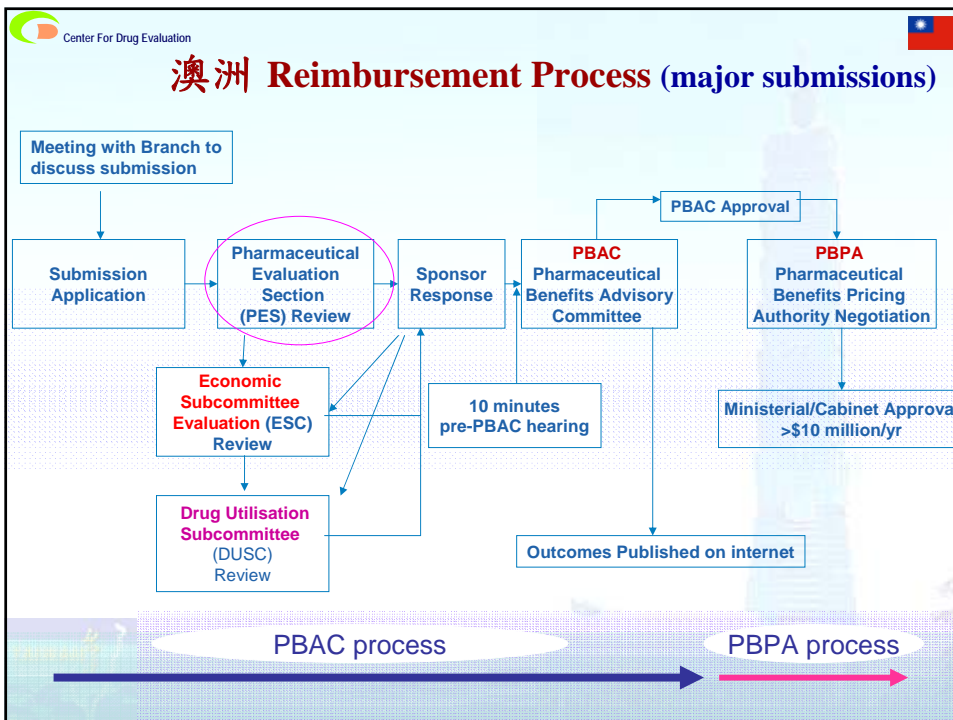 Center For Drug Evaluation
澳洲 Reimbursement Process (major submissions)
Meeting with Branch to
discuss submission
PBAC Approval
Submission
Application
Pharmaceutical
Evaluation
Section
(PES) Review
Sponsor
Response
PBAC
Pharmaceutical
Benefits Advisory
Committee
PBPA
Pharmaceutical
Benefits Pricing
Authority Negotiation
Economic
Subcommittee
Evaluation (ESC)
Review
10 minutes
pre-PBAC hearing
Ministerial/Cabinet Approva
>$10 million/yr
Drug Utilisation
Subcommittee
(DUSC)
Review
Outcomes Published on internet
PBAC process
PBPA process